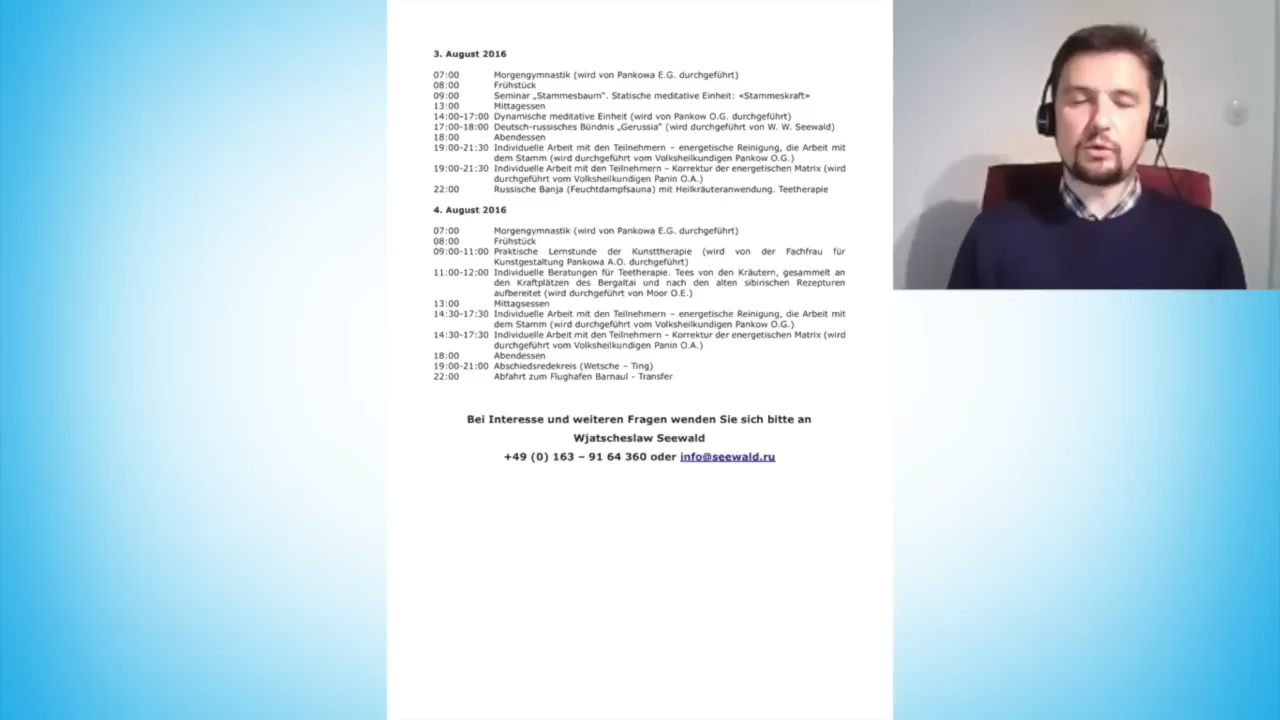 3. August 2016
07:00 Morgengymnastik (wird von Pankowa E.G. durchgeführt)
08:00 Frühstück
09:00 Seminar „Stammesbaum“. Statische meditative Einheit: «Stammeskraft»
13:00 Mittagessen
14:00-17:00 Dynamische meditative Einheit (wird von Pankow O.G. durchgeführt)
17:00-18:00 Deutsch-russisches Bündnis „Gerussia“ (wird durchgeführt von W. W. Seewald)
18:00 Abendessen
19:00-21:30 Individuelle Arbeit mit den Teilnehmern – energetische Reinigung, die Arbeit mit
dem Stamm (wird durchgeführt vom Volksheilkundigen Pankow O.G.)
19:00-21:30 Individuelle Arbeit mit den Teilnehmern – Korrektur der energetischen Matrix (wird
durchgeführt vom Volksheilkundigen Panin O.A.)
22:00 Russische Banja (Feuchtdampfsauna) mit Heilkräuteranwendung. Teetherapie
4. August 2016
07:00 Morgengymnastik (wird von Pankowa E.G. durchgeführt)
08:00 Frühstück
09:00-11:00 Praktische Lernstunde der Kunsttherapie (wird von der Fachfrau für
Kunstgestaltung Pankowa A.O. durchgeführt)
11:00-12:00 Individuelle Beratungen für Teetherapie. Tees von den Kräutern, gesammelt an
den Kraftplätzen des Bergaltai und nach den alten sibirischen Rezepturen
aufbereitet (wird durchgeführt von Moor O.E.)
13:00 Mittagsessen
14:30-17:30 Individuelle Arbeit mit den Teilnehmern – energetische Reinigung, die Arbeit mit
dem Stamm (wird durchgeführt vom Volksheilkundigen Pankow O.G.)
14:30-17:30 Individuelle Arbeit mit den Teilnehmern – Korrektur der energetischen Matrix (wird
durchgeführt vom Volksheilkundigen Panin O.A.)
18:00 Abendessen
19:00-21:00 Abschiedsredekreis (Wetsche – Ting)
22:00 Abfahrt zum Flughafen Barnaul - Transfer
Bei Interesse und weiteren Fragen wenden Sie sich bitte an
Wjatscheslaw Seewald
+49 (0) 163 – 91 64 360 oder info@seewald.ru